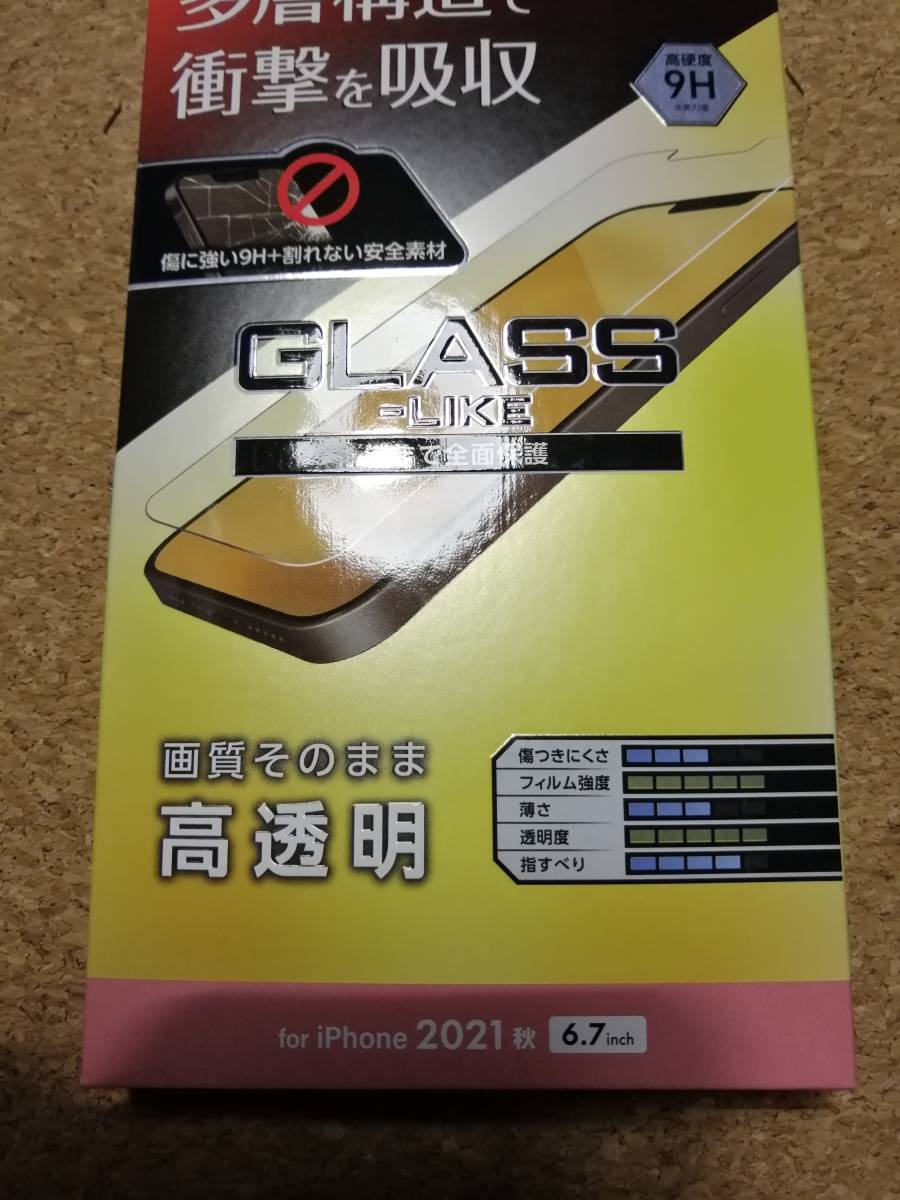 多層構造で
衝撃を吸収
高硬度
9H
傷に強い9H+割れない安全素材
GLASS
-LIKE
で全面保護
画質そのまま
高透明
傷つきにくさ
フィルム強度
薄さ
透明度
指すべり
for iPhone 2021 秋 6.7inch